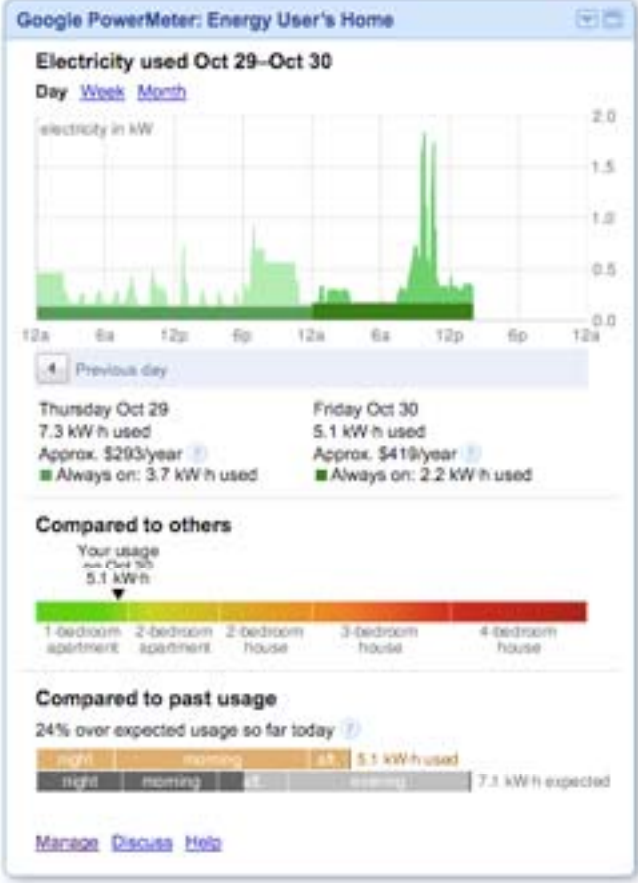 Google PowerMeter: Energy User's Home
Electricity used Oct 29–Oct 30
Day Week Month
electricity in kW
2.0
1.5
1.0
0.5
0.0
12a 6a 12p 6p 12a 6a 12p 6p 12a
Previous day
Thursday Oct 29
7.3 kW·h used
Approx. $293/year ?
Always on: 3.7 kW·h used
Friday Oct 30
5.1 kW·h used
Approx. $419/year ?
Always on: 2.2 kW·h used
Compared to others
Your usage
on Oct 30
5.1 kW·h
1-bedroom apartment
2-bedroom apartment
2-bedroom house
3-bedroom house
4-bedroom house
Compared to past usage
24% over expected usage so far today ?
night morning aft. 5.1 kW·h used
night morning aft. evening 7.1 kW·h expected
Manage Discuss Help